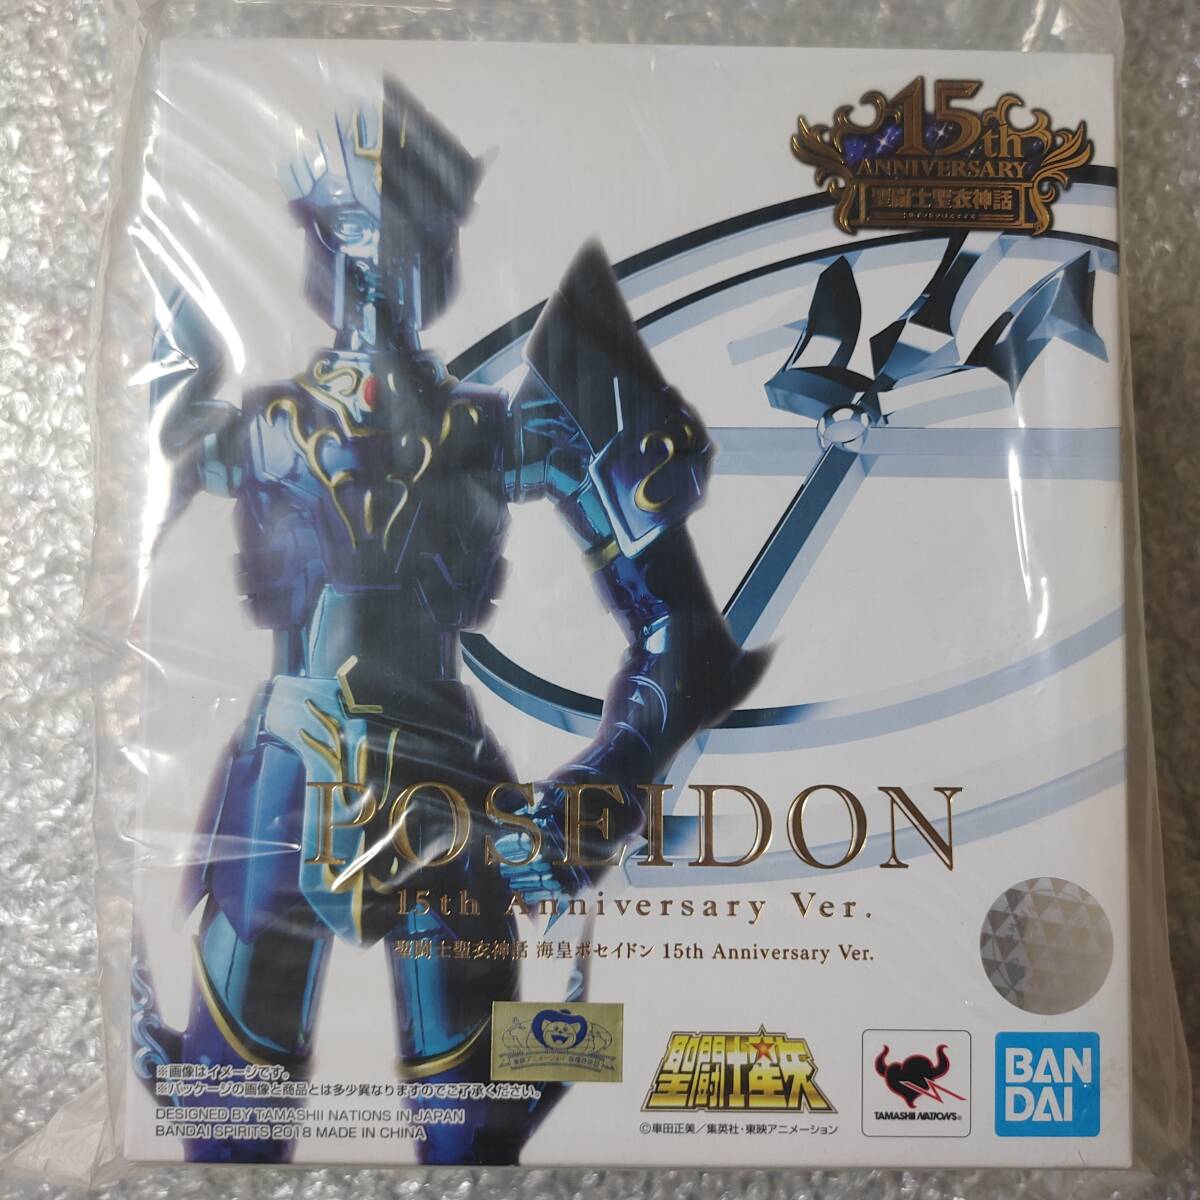 15th
ANNIVERSARY
聖闘士聖衣神話
POSEIDON
15th Anniversary Ver.
聖闘士聖衣神話 海皇ポセイドン 15th Anniversary Ver.
※画像はイメージです。
※パッケージの画像と商品とは多少異なりますのでご了承ください。
DESIGNED BY TAMASHII NATIONS IN JAPAN
BANDAI SPIRITS 2018 MADE IN CHINA
聖闘士星矢
©車田正美／集英社・東映アニメーション
TAMASHII NATIONS
BAN
DAI